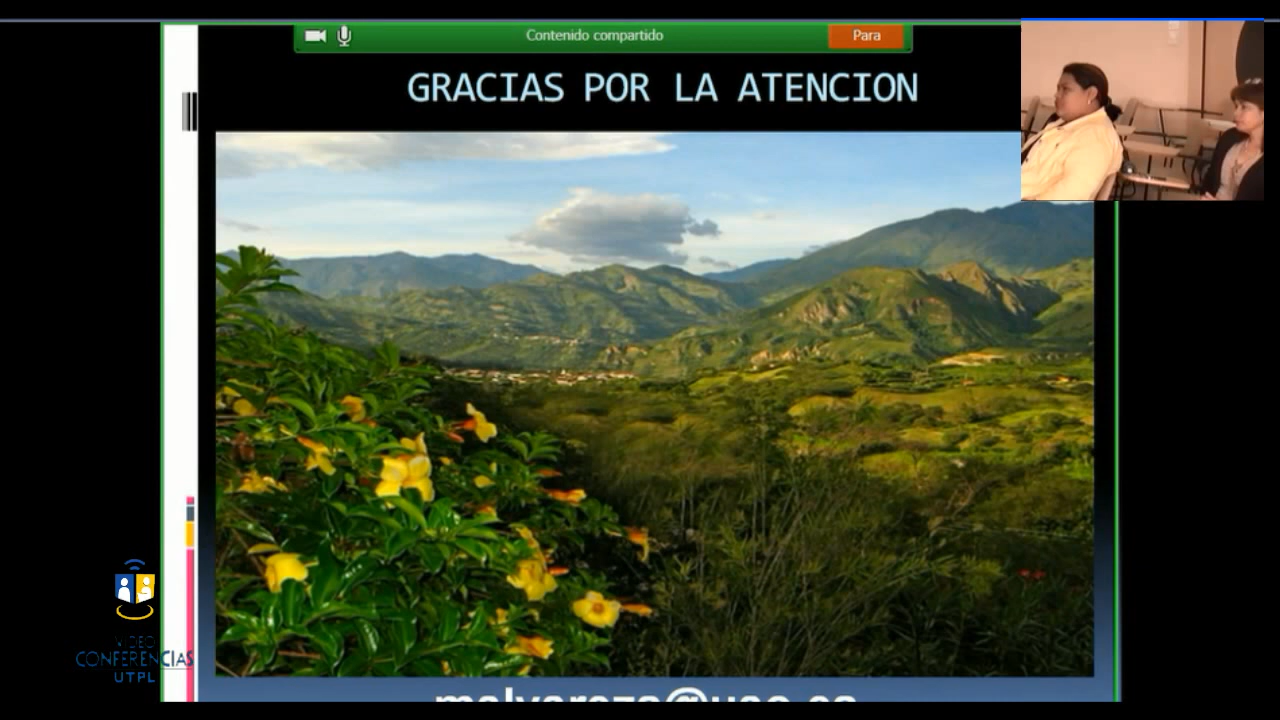 Contenido compartido
Para
GRACIAS POR LA ATENCION
VIDEO
CONFERENCIAS
UTPL